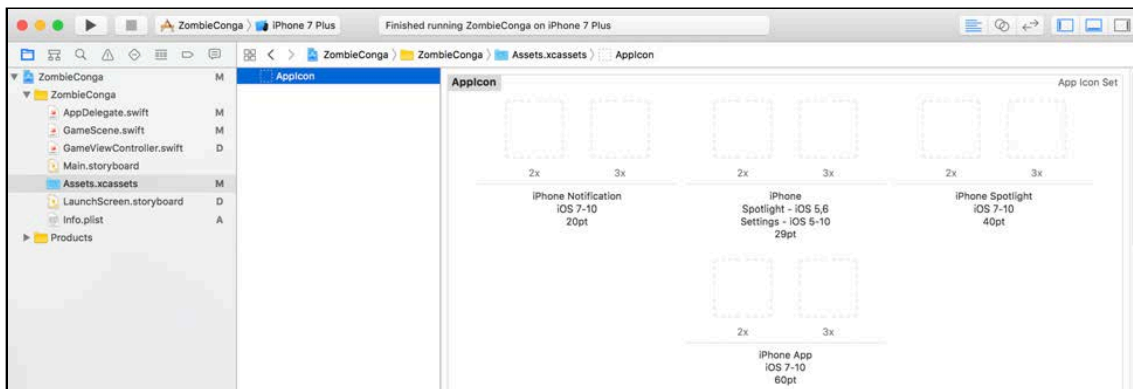 ZombieConga iPhone 7 Plus Finished running ZombieConga on iPhone 7 Plus
ZombieConga ZombieConga Assets.xcassets AppIcon
ZombieConga M
ZombieConga
AppDelegate.swift M
GameScene.swift M
GameViewController.swift D
Main.storyboard
Assets.xcassets M
LaunchScreen.storyboard D
Info.plist A
Products
AppIcon
AppIcon App Icon Set
2x 3x 2x 3x 2x 3x
iPhone Notification
iOS 7-10
20pt
iPhone
Spotlight - iOS 5,6
Settings - iOS 5-10
29pt
iPhone Spotlight
iOS 7-10
40pt
2x 3x
iPhone App
iOS 7-10
60pt